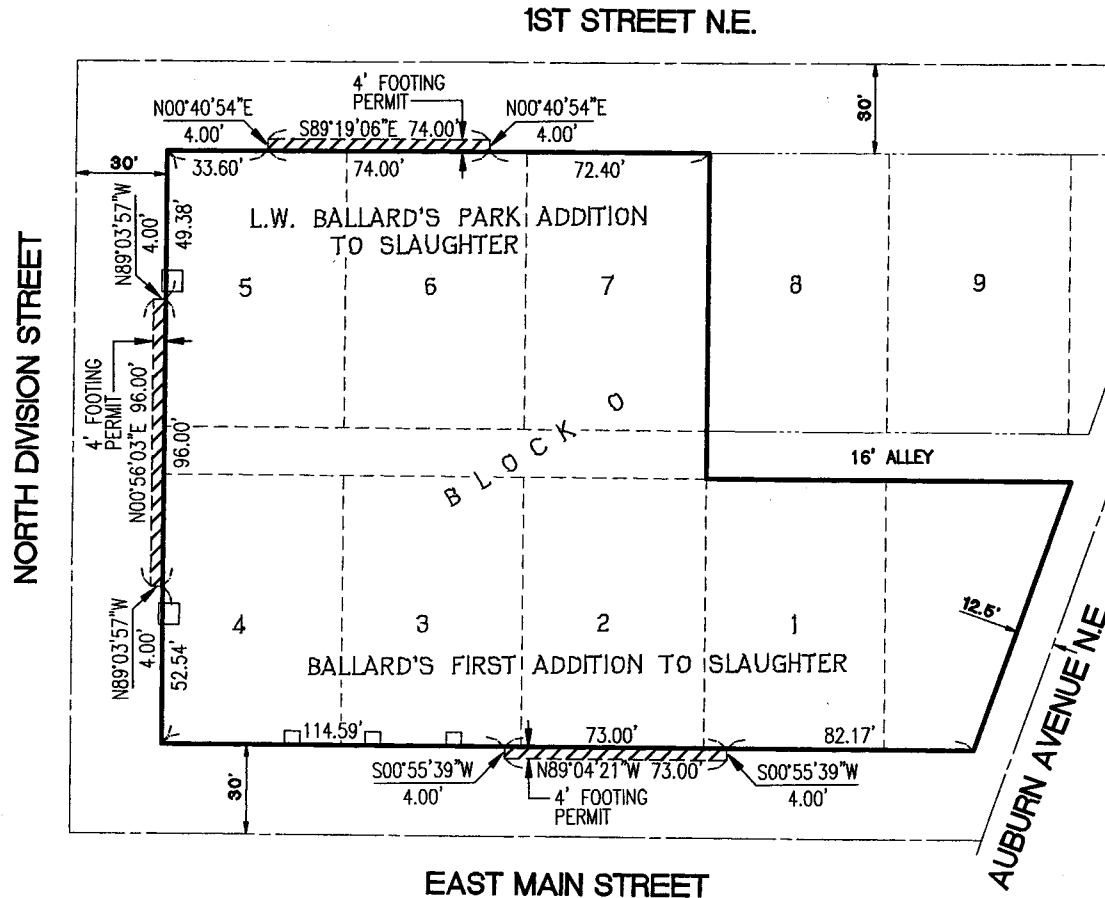 1ST STREET N.E.
4' FOOTING
PERMIT
N00°40'54"E
4.00'
S89°19'06"E 74.00'
N00°40'54"E
4.00'
30'
30'
33.60'
74.00'
72.40'
L.W. BALLARD'S PARK ADDITION
TO SLAUGHTER
N89°03'57"W
4.00'
49.38'
5
6
7
8
9
NORTH DIVISION STREET
4' FOOTING
PERMIT
N00°56'03"E 96.00'
96.00'
BLOCK O
16' ALLEY
N89°03'57"W
4.00'
52.54'
4
3
2
1
12.5'
BALLARD'S FIRST ADDITION TO SLAUGHTER
AUBURN AVENUE N.E.
114.59'
73.00'
82.17'
S00°55'39"W
4.00'
N89°04'21"W 73.00'
S00°55'39"W
4.00'
4' FOOTING
PERMIT
30'
EAST MAIN STREET